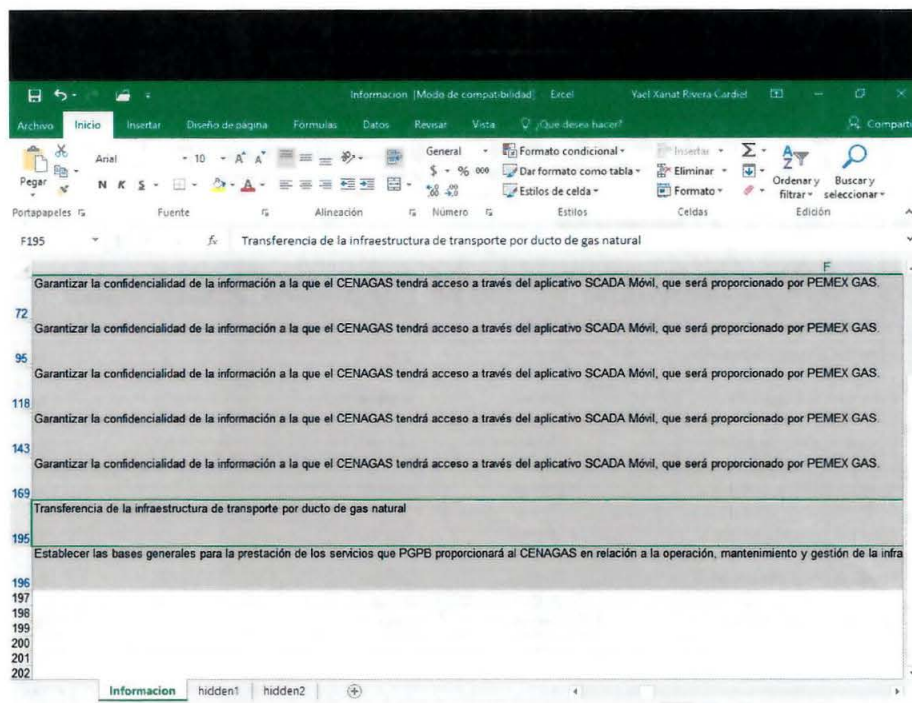 Informacion [Modo de compatibilidad] Excel Yael Xanat Rivera Cardiel
Archivo Inicio Insertar Diseño de página Fórmulas Datos Revisar Vista ¿Que desea hacer? Comparti
Pegar Arial 10 A A General Formato condicional Insertar Σ
N K S A $ % 000 Dar formato como tabla Eliminar Ordenar y filtrar Buscar y seleccionar
Estilos de celda Formato
Portapapeles Fuente Alineación Número Estilos Celdas Edición
F195 fx Transferencia de la infraestructura de transporte por ducto de gas natural
F
72 Garantizar la confidencialidad de la información a la que el CENAGAS tendrá acceso a través del aplicativo SCADA Móvil, que será proporcionado por PEMEX GAS.
95 Garantizar la confidencialidad de la información a la que el CENAGAS tendrá acceso a través del aplicativo SCADA Móvil, que será proporcionado por PEMEX GAS.
118 Garantizar la confidencialidad de la información a la que el CENAGAS tendrá acceso a través del aplicativo SCADA Móvil, que será proporcionado por PEMEX GAS.
143 Garantizar la confidencialidad de la información a la que el CENAGAS tendrá acceso a través del aplicativo SCADA Móvil, que será proporcionado por PEMEX GAS.
169 Garantizar la confidencialidad de la información a la que el CENAGAS tendrá acceso a través del aplicativo SCADA Móvil, que será proporcionado por PEMEX GAS.
195 Transferencia de la infraestructura de transporte por ducto de gas natural
196 Establecer las bases generales para la prestación de los servicios que PGPB proporcionará al CENAGAS en relación a la operación, mantenimiento y gestión de la infra
197
198
199
200
201
202
Informacion hidden1 hidden2